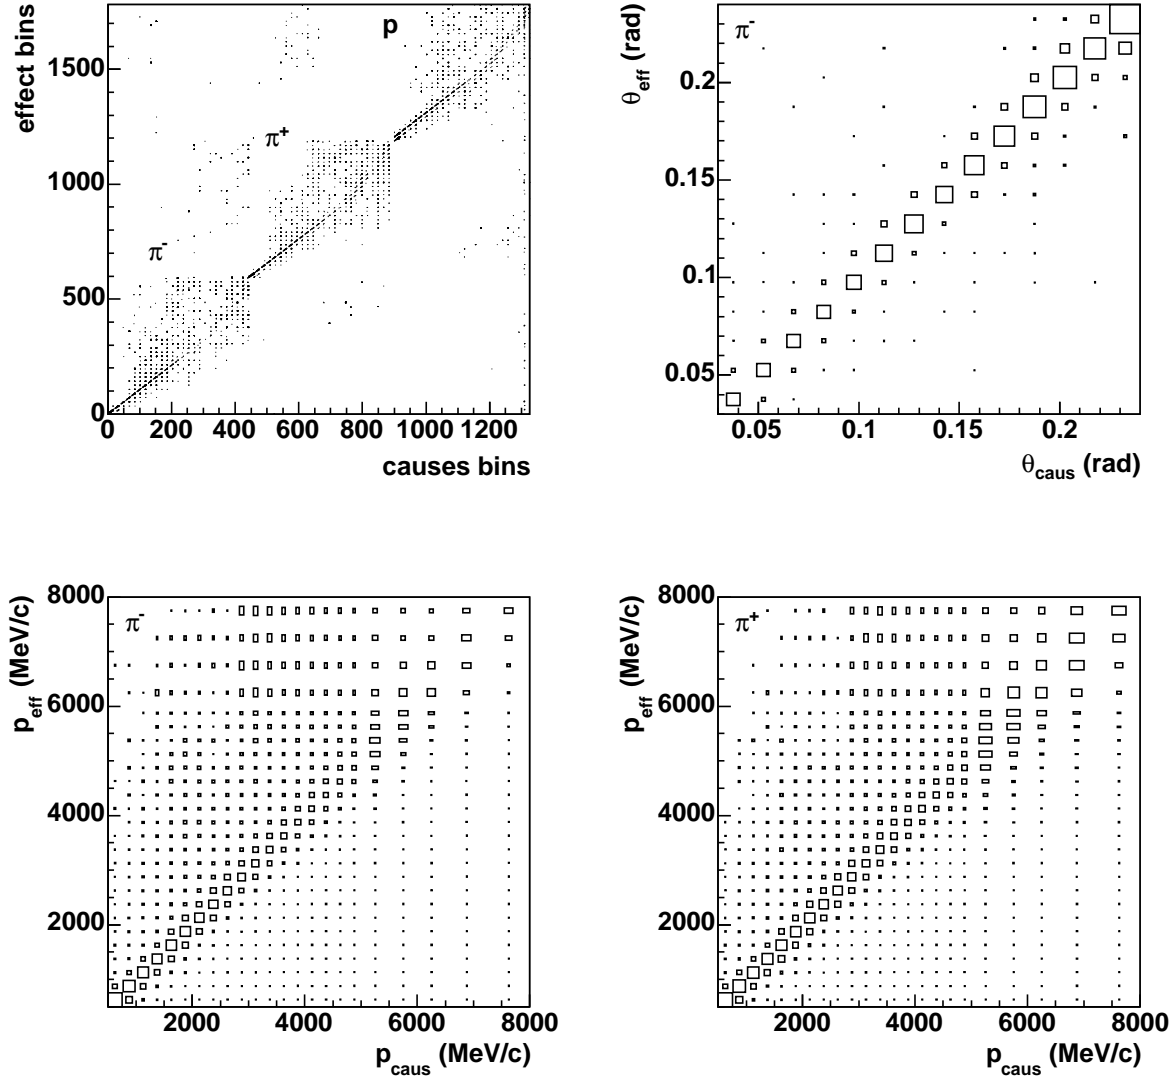 effect bins
1500
1000
500
0
p
π+
π-
0 200 400 600 800 1000 1200
causes bins
θeff (rad)
0.2
0.15
0.1
0.05
π-
0.05 0.1 0.15 0.2
θcaus (rad)
peff (MeV/c)
8000
6000
4000
2000
π-
2000 4000 6000 8000
pcaus (MeV/c)
peff (MeV/c)
8000
6000
4000
2000
π+
2000 4000 6000 8000
pcaus (MeV/c)